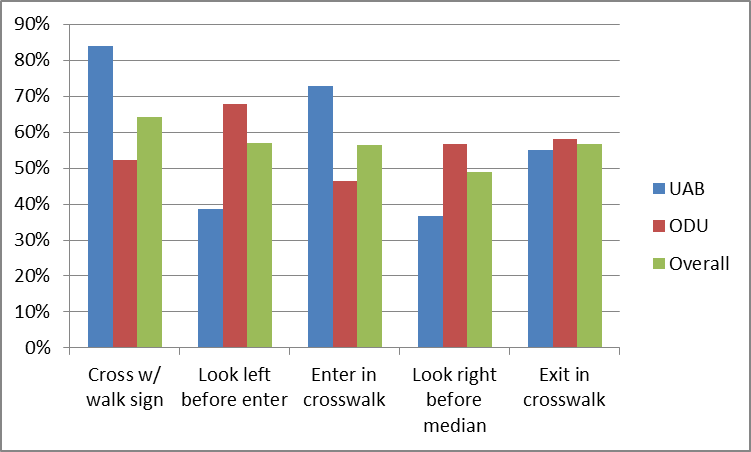 90%
80%
70%
60%
50%
40%
30%
20%
10%
0%
Cross w/
walk sign
Look left
before enter
Enter in
crosswalk
Look right
before
median
Exit in
crosswalk
UAB
ODU
Overall